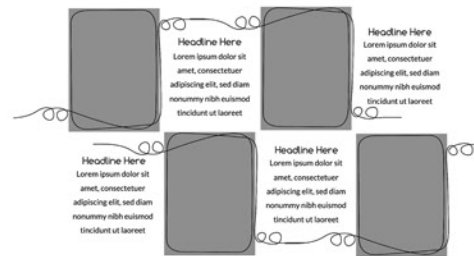 Headline Here
Lorem ipsum dolor sit
amet, consectetuer
adipiscing elit, sed diam
nonummy nibh euismod
tincidunt ut laoreet
Headline Here
Lorem ipsum dolor sit
amet, consectetuer
adipiscing elit, sed diam
nonummy nibh euismod
tincidunt ut laoreet
Headline Here
Lorem ipsum dolor sit
amet, consectetuer
adipiscing elit, sed diam
nonummy nibh euismod
tincidunt ut laoreet
Headline Here
Lorem ipsum dolor sit
amet, consectetuer
adipiscing elit, sed diam
nonummy nibh euismod
tincidunt ut laoreet